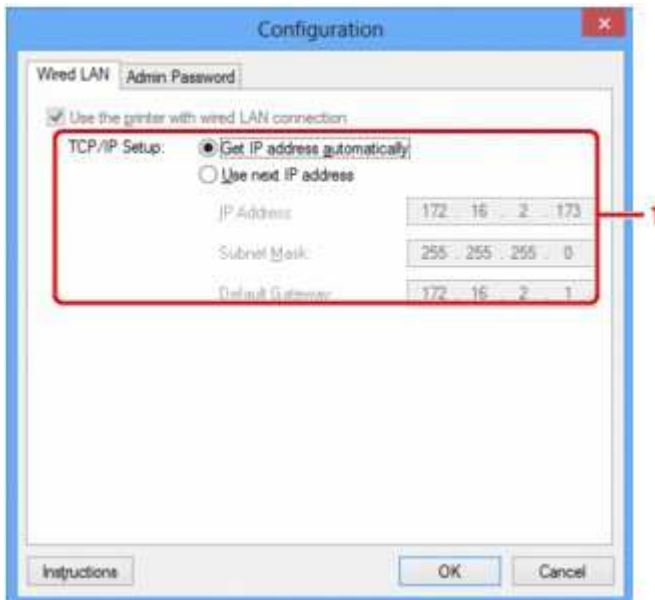 Configuration
Wired LAN Admin Password
Use the printer with wired LAN connection
TCP/IP Setup: Get IP address automatically
Use next IP address
IP Address: 172 . 16 . 2 . 173
1
Subnet Mask: 255 . 255 . 255 . 0
Default Gateway: 172 . 16 . 2 . 1
Instructions OK Cancel